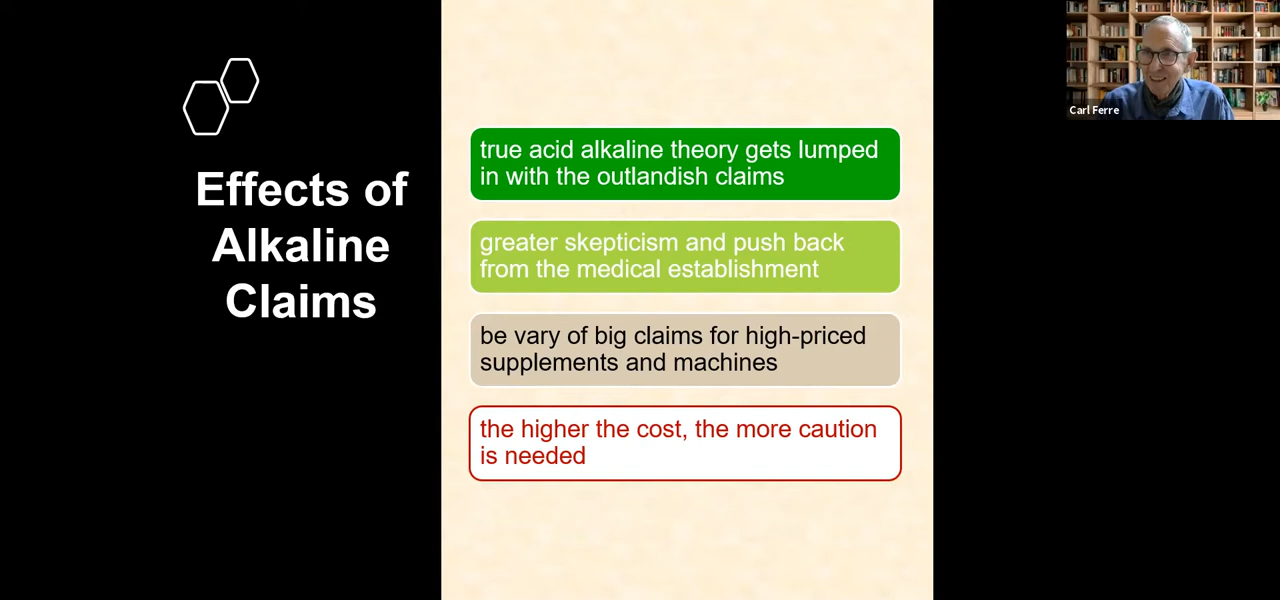 Effects of
Alkaline
Claims
true acid alkaline theory gets lumped
in with the outlandish claims
greater skepticism and push back
from the medical establishment
be vary of big claims for high-priced
supplements and machines
the higher the cost, the more caution
is needed
Carl Ferre